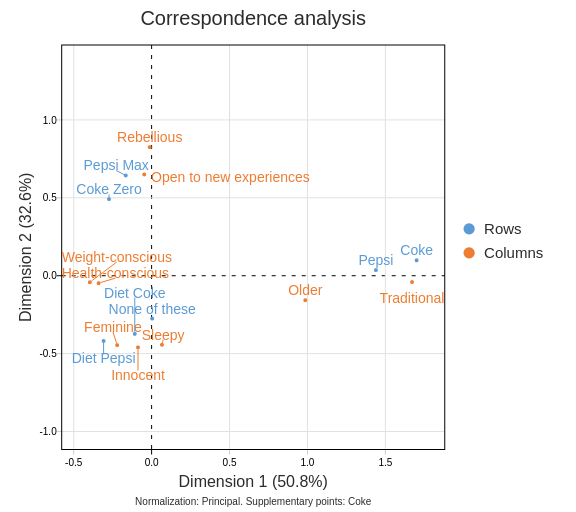 Correspondence analysis
Dimension 2 (32.6%)
1.0
0.5
0.0
-0.5
-1.0
Rebellious
Pepsi Max
Open to new experiences
Coke Zero
Weight-conscious
Health-conscious
Coke
Pepsi
Diet Coke
Older
Traditional
None of these
Feminine
Sleepy
Diet Pepsi
Innocent
Rows
Columns
-0.5
0.0
0.5
1.0
1.5
Dimension 1 (50.8%)
Normalization: Principal. Supplementary points: Coke